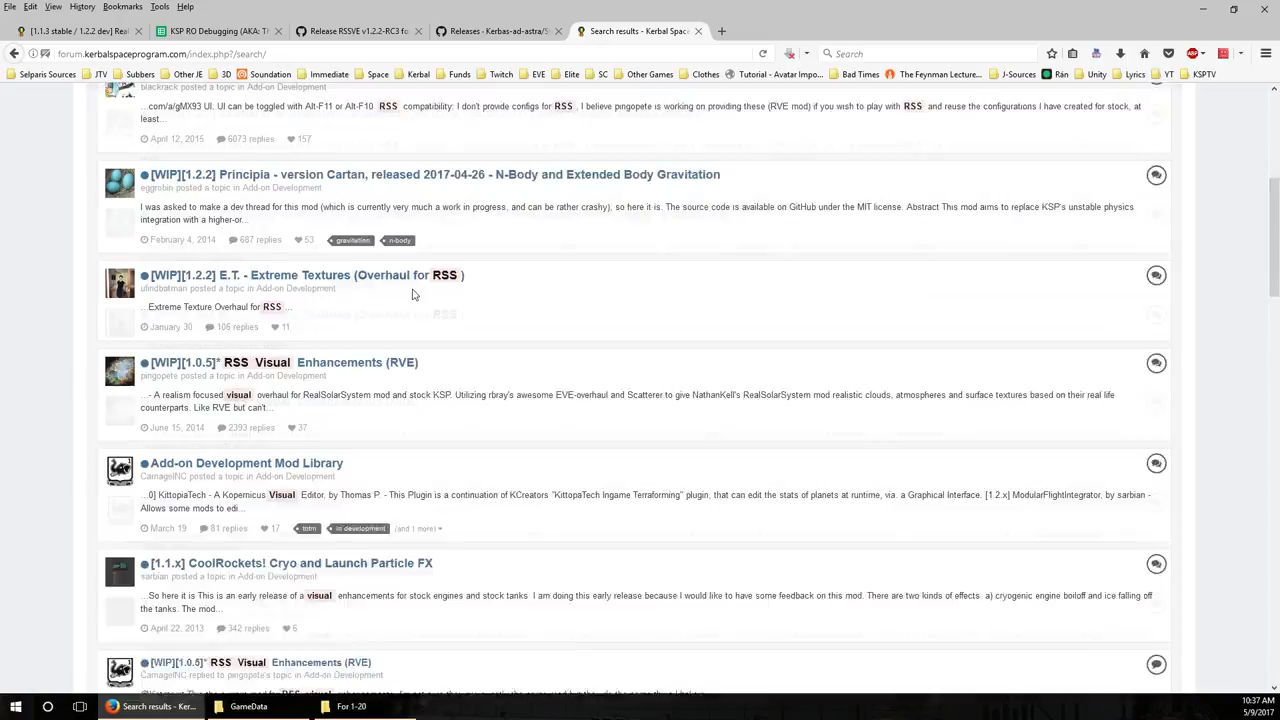 File Edit View History Bookmarks Tools Help
[1.1.3 stable / 1.2.2 dev] Real
KSP RO Debugging (AKA: Th
Release RSSVE v1.2.2-RC3 fo
Releases - Kerbas-ad-astra/S
Search results - Kerbal Spac
forum.kerbalspaceprogram.com/index.php?/search/
Search
Selparis Sources JTV Subbers Other JE 3D Soundation Immediate Space Kerbal Funds Twitch EVE Elite SC Other Games Clothes Tutorial - Avatar Impo... Bad Times The Feynman Lecture... J-Sources Rán Unity Lyrics YT KSPTV
blackrack posted a topic in Add-on Development
...com/a/gMX93 UI. UI can be toggled with Alt-F11 or Alt-F10 RSS compatibility: I don't provide configs for RSS, I believe pingopete is working on providing these (RVE mod) if you wish to play with RSS and reuse the configurations I have created for stock, at
least...
April 12, 2015 6073 replies 157
[WIP][1.2.2] Principia - version Cartan, released 2017-04-26 - N-Body and Extended Body Gravitation
eggrobin posted a topic in Add-on Development
I was asked to make a dev thread for this mod (which is currently very much a work in progress, and can be rather crashy), so here it is. The source code is available on GitHub under the MIT license. Abstract This mod aims to replace KSP's unstable physics
integration with a higher-or...
February 4, 2014 687 replies 53 gravitation n-body
[WIP][1.2.2] E.T. - Extreme Textures (Overhaul for RSS )
ufindbatman posted a topic in Add-on Development
...Extreme Texture Overhaul for RSS ...
January 30 106 replies 11
[WIP][1.0.5]* RSS Visual Enhancements (RVE)
pingopete posted a topic in Add-on Development
...- A realism focused visual overhaul for RealSolarSystem mod and stock KSP. Utilizing rbray's awesome EVE-overhaul and Scatterer to give NathanKell's RealSolarSystem mod realistic clouds, atmospheres and surface textures based on their real life
counterparts. Like RVE but can't...
June 15, 2014 2393 replies 37
Add-on Development Mod Library
CarnageINC posted a topic in Add-on Development
...0] KittopiaTech - A Kopernicus Visual Editor, by Thomas P. - This Plugin is a continuation of KCreators "KittopaTech Ingame Terraforming" plugin, that can edit the stats of planets at runtime, via. a Graphical Interface. [1.2.x] ModularFlightIntegrator, by sarbian -
Allows some mods to edi...
March 19 81 replies 17 totm in development (and 1 more)
[1.1.x] CoolRockets! Cryo and Launch Particle FX
sarbian posted a topic in Add-on Development
...So here it is This is an early release of a visual enhancements for stock engines and stock tanks I am doing this early release because I would like to have some feedback on this mod. There are two kinds of effects a) cryogenic engine boiloff and ice falling off
the tanks. The mod...
April 22, 2013 342 replies 6
[WIP][1.0.5]* RSS Visual Enhancements (RVE)
CarnageINC replied to pingopete's topic in Add-on Development
Search results - Ker... GameData For 1-20
10:37 AM
5/9/2017